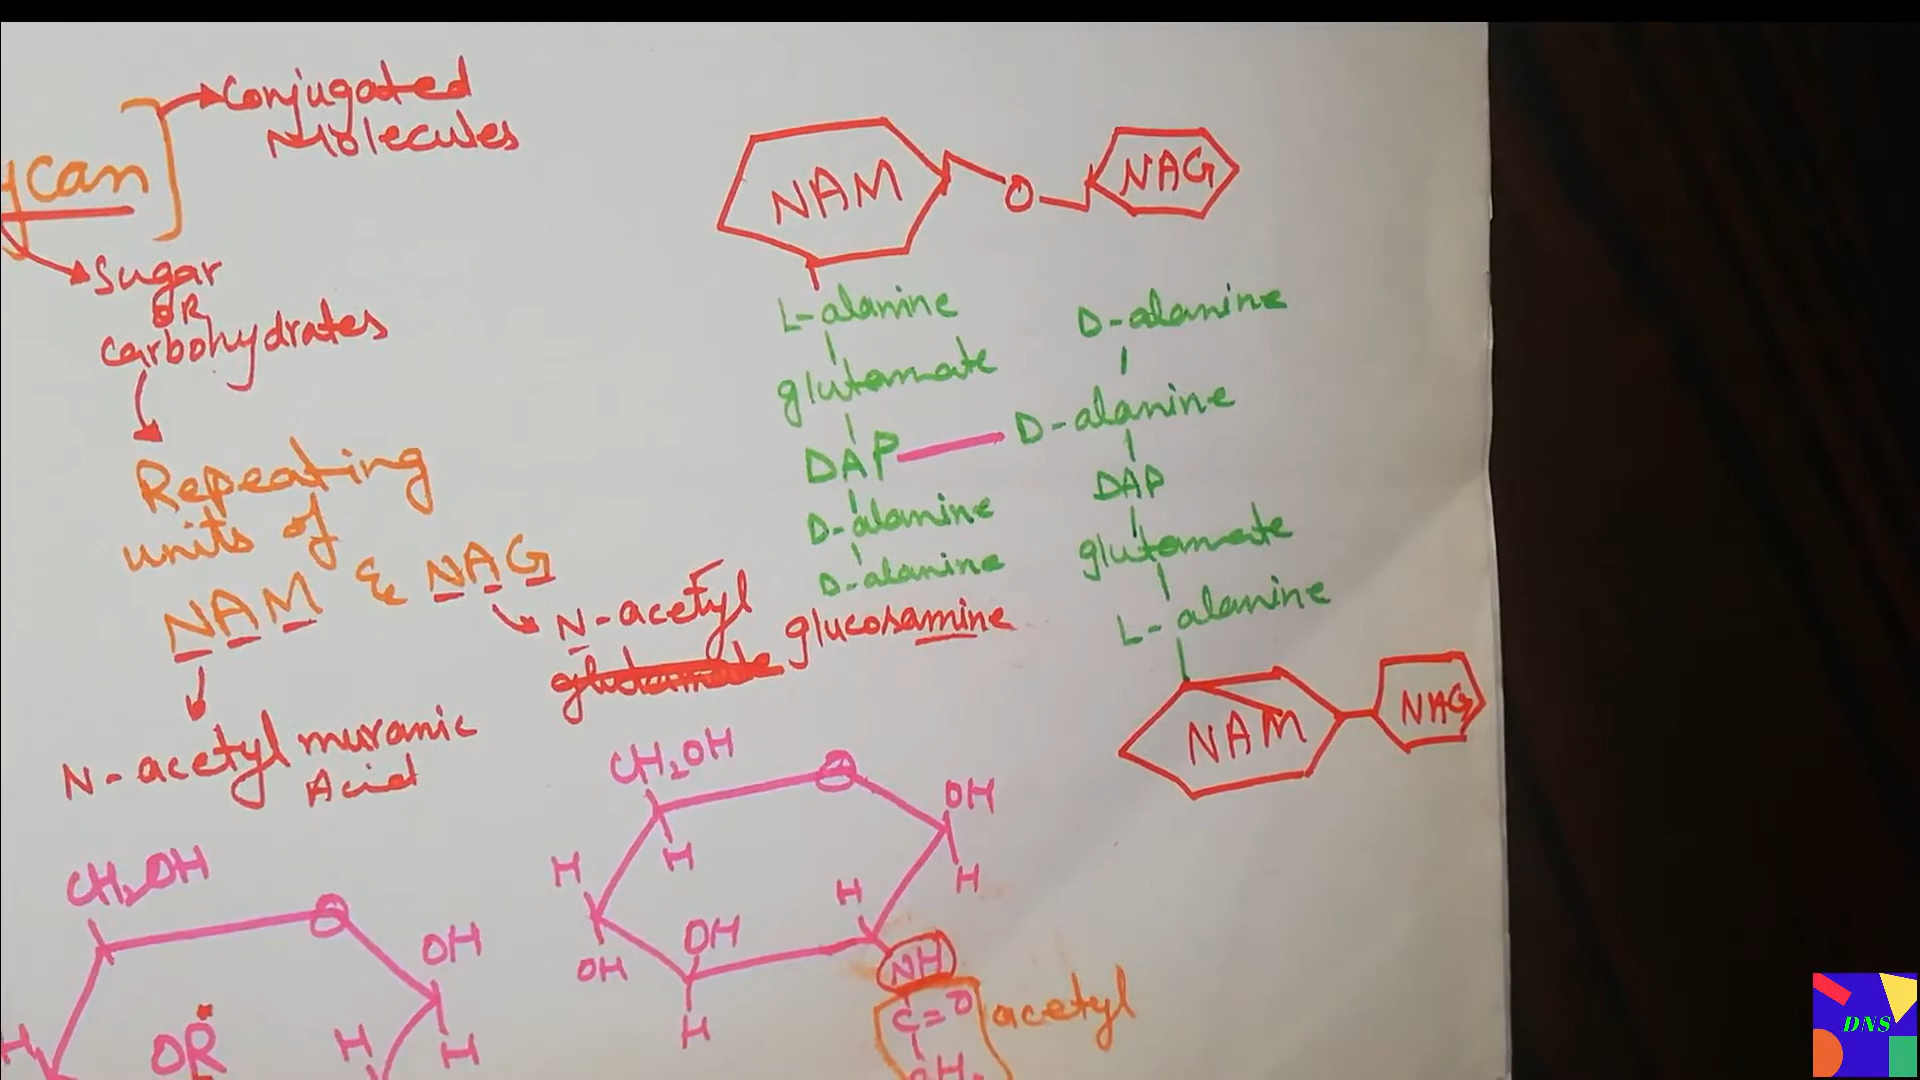 Conjugated
Molecules
ycan
Sugar
OR
Carbohydrates
Repeating
units of
NAM & NAG
N-acetyl
glutamate glucosamine
N-acetyl muramic
Acid
NAM
O
NAG
L-alanine
glutamate
DAP
D-alanine
D-alanine
D-alanine
D-alanine
DAP
glutamate
L-alanine
NAM
NAG
CH2OH
O
OH
H
H
H
OH
OH
H
H
NH
C=O
acetyl
CH2OH
O
OH
H
OR
H
H
DNS